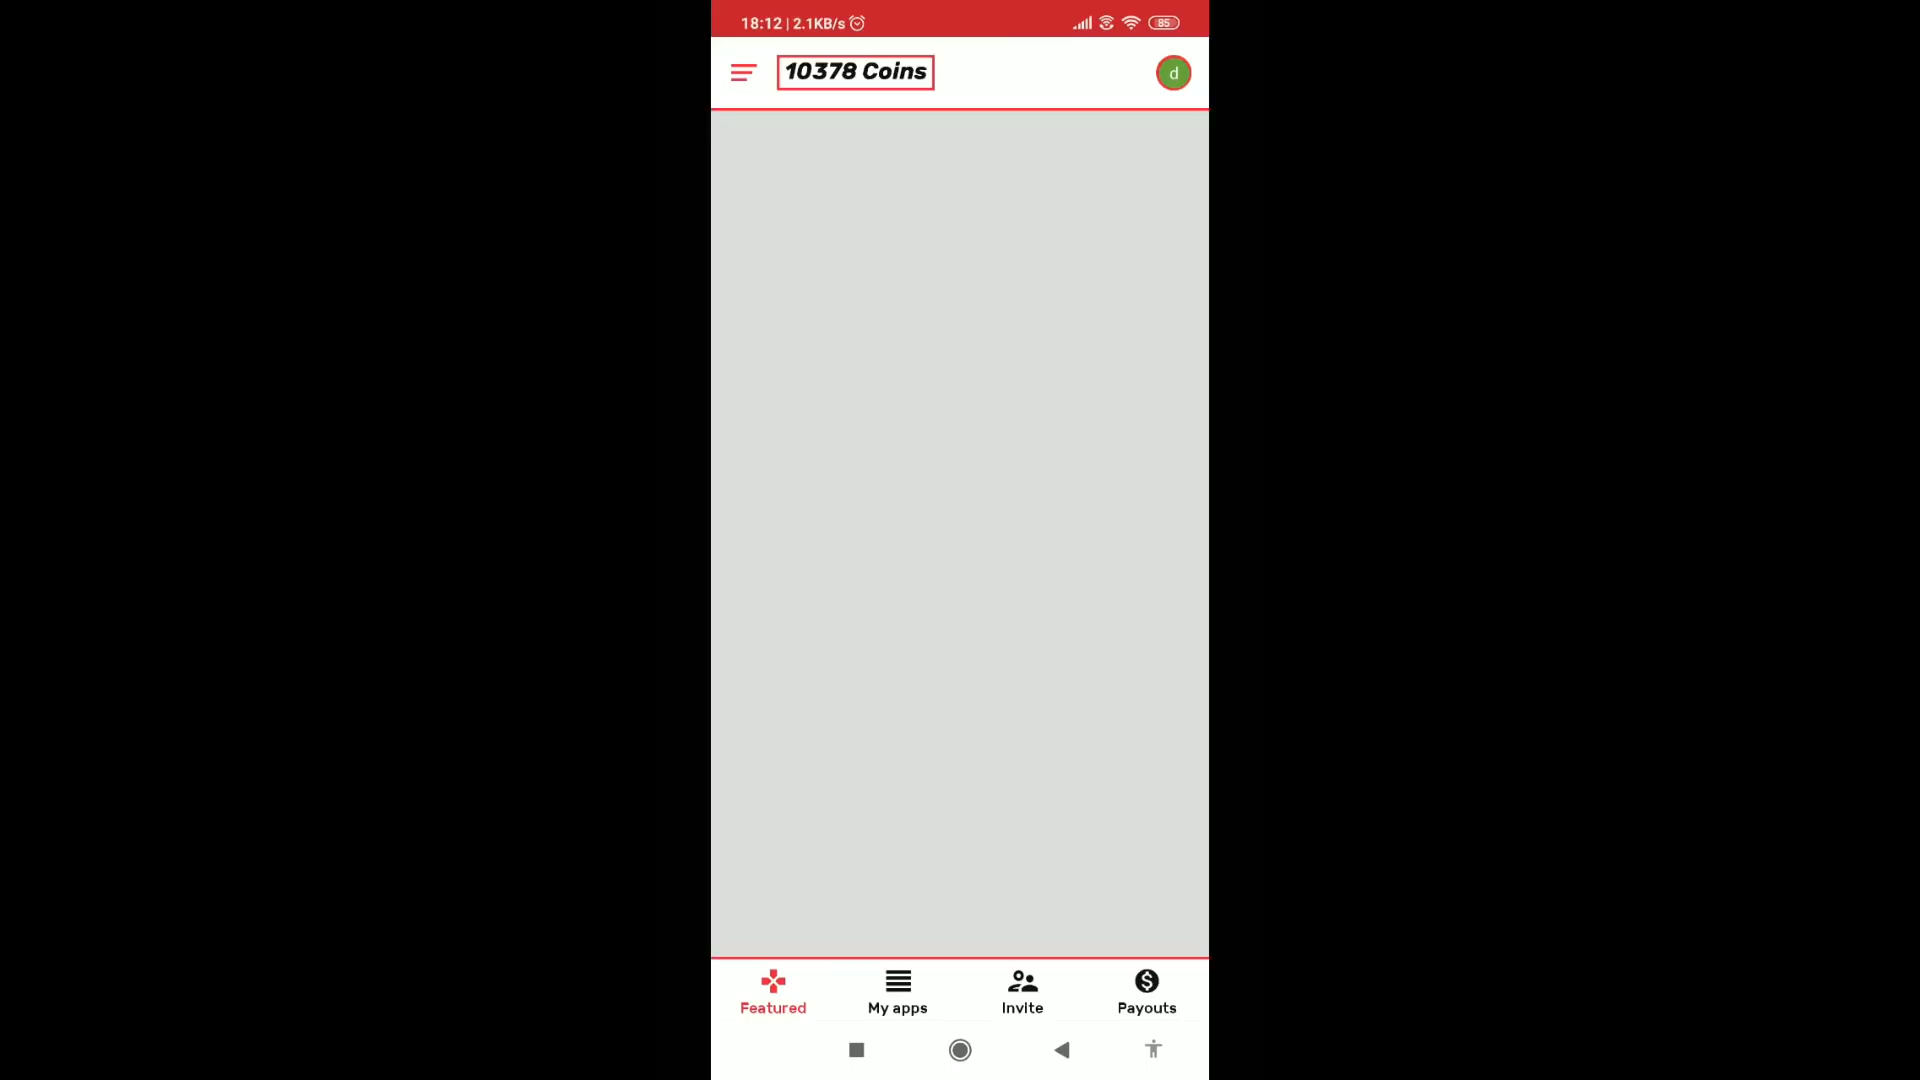 18:12 | 2.1KB/s
85
10378 Coins
d
Featured
My apps
Invite
Payouts